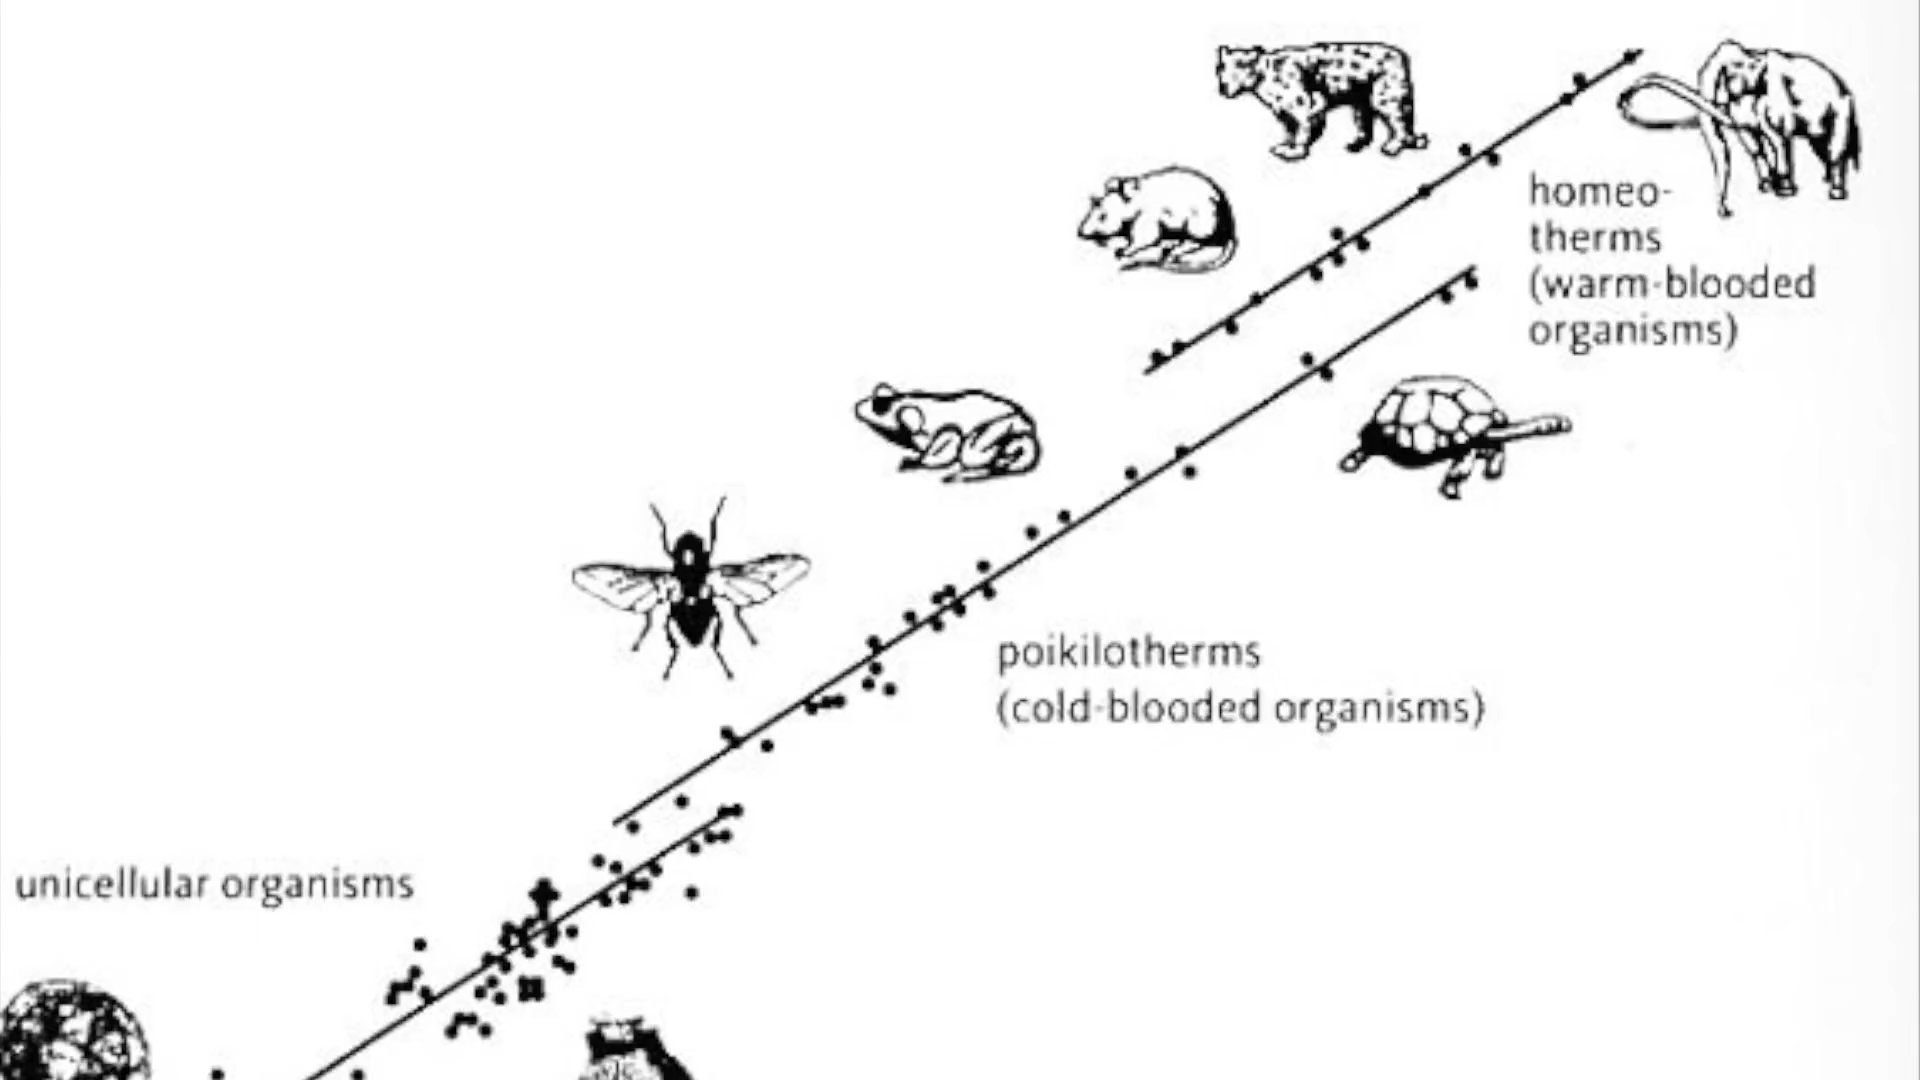 homeo-
therms
(warm-blooded
organisms)
poikilotherms
(cold-blooded organisms)
unicellular organisms